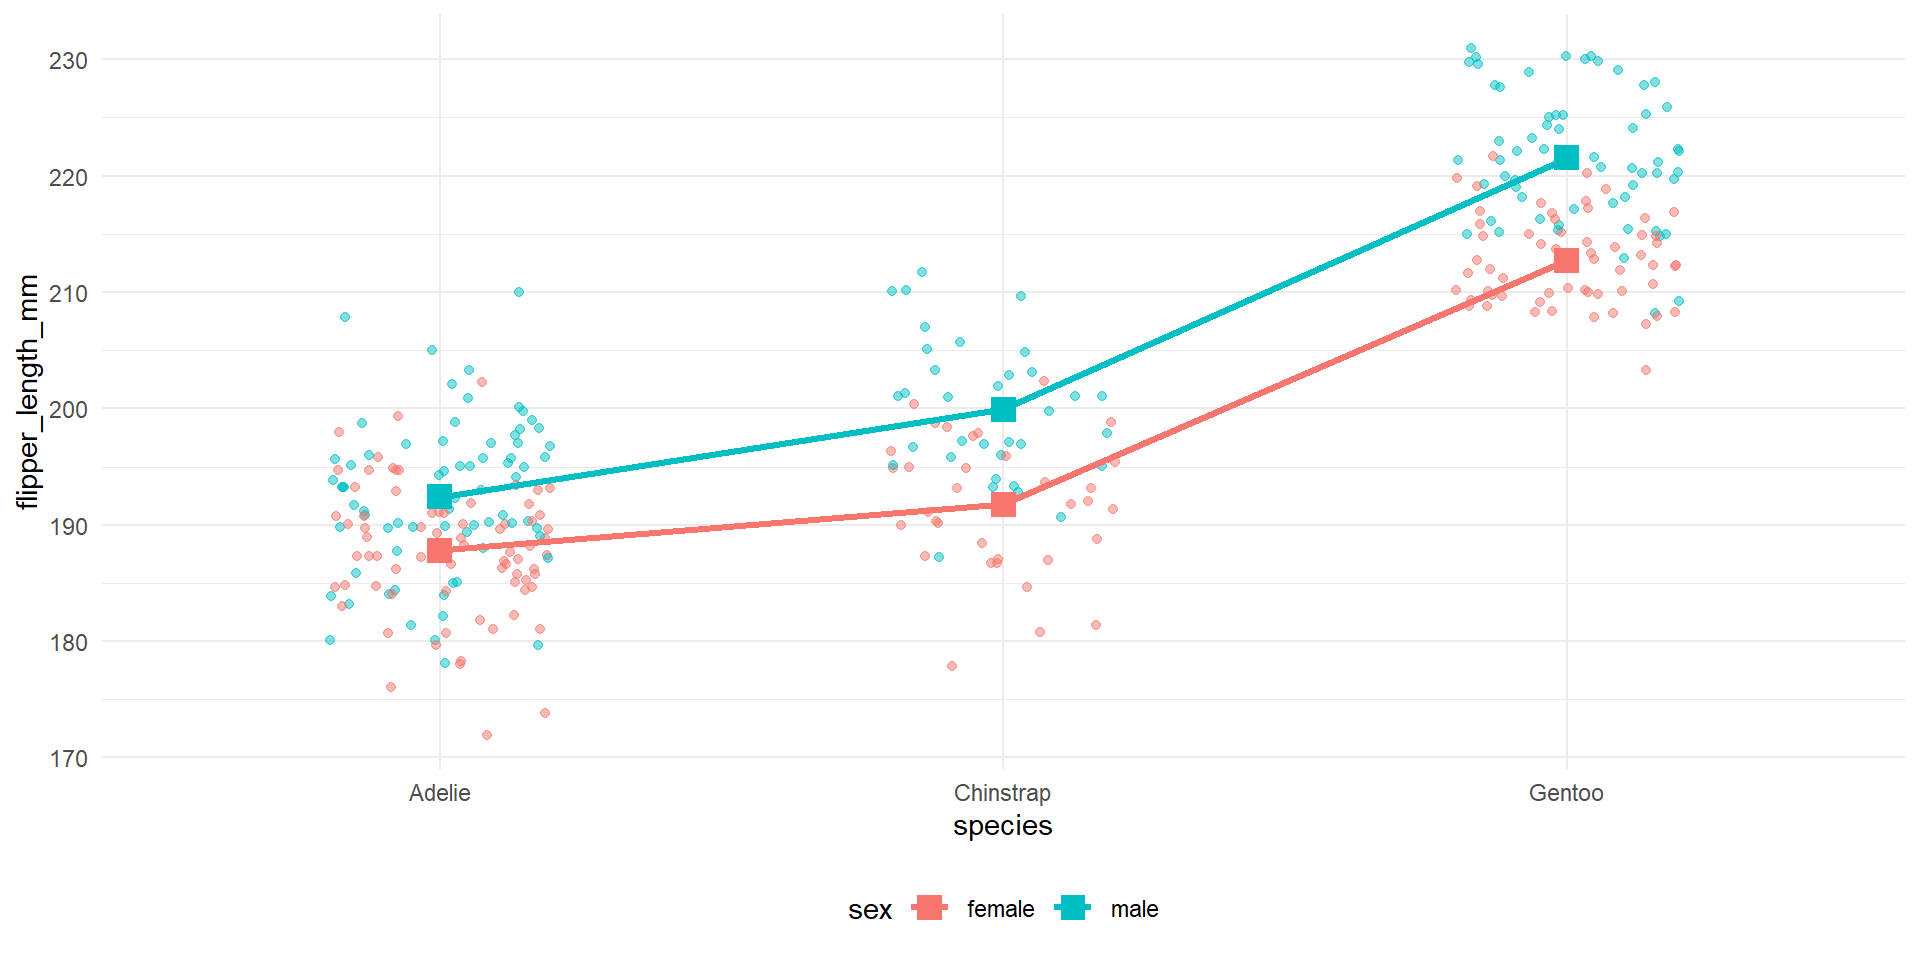 flipper_length_mm
230
220
210
200
190
180
170
Adelie Chinstrap Gentoo
species
sex female male